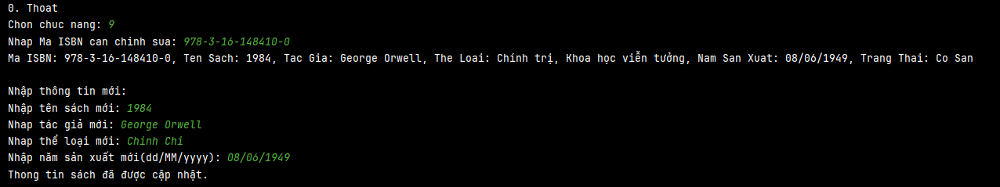 0. Thoat
Chon chuc nang: 9
Nhap Ma ISBN can chinh sua: 978-3-16-148410-0
Ma ISBN: 978-3-16-148410-0, Ten Sach: 1984, Tac Gia: George Orwell, The Loai: Chính trị, Khoa học viễn tưởng, Nam San Xuat: 08/06/1949, Trang Thai: Co San
Nhập thông tin mới:
Nhập tên sách mới: 1984
Nhap tác giả mới: George Orwell
Nhap thể loại mới: Chinh Chi
Nhập năm sản xuất mới(dd/MM/yyyy): 08/06/1949
Thong tin sách đã được cập nhật.